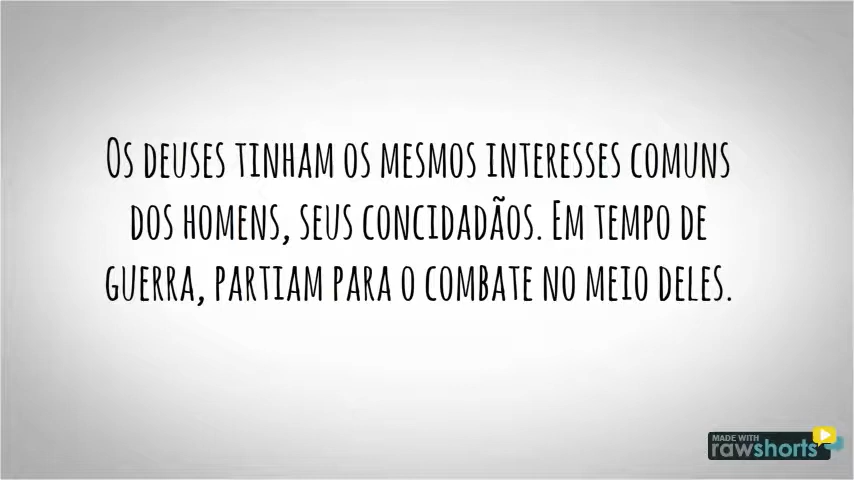 Os deuses tinham os mesmos interesses comuns
dos homens, seus concidadãos. Em tempo de
guerra, partiam para o combate no meio deles.
MADE WITH
rawshorts